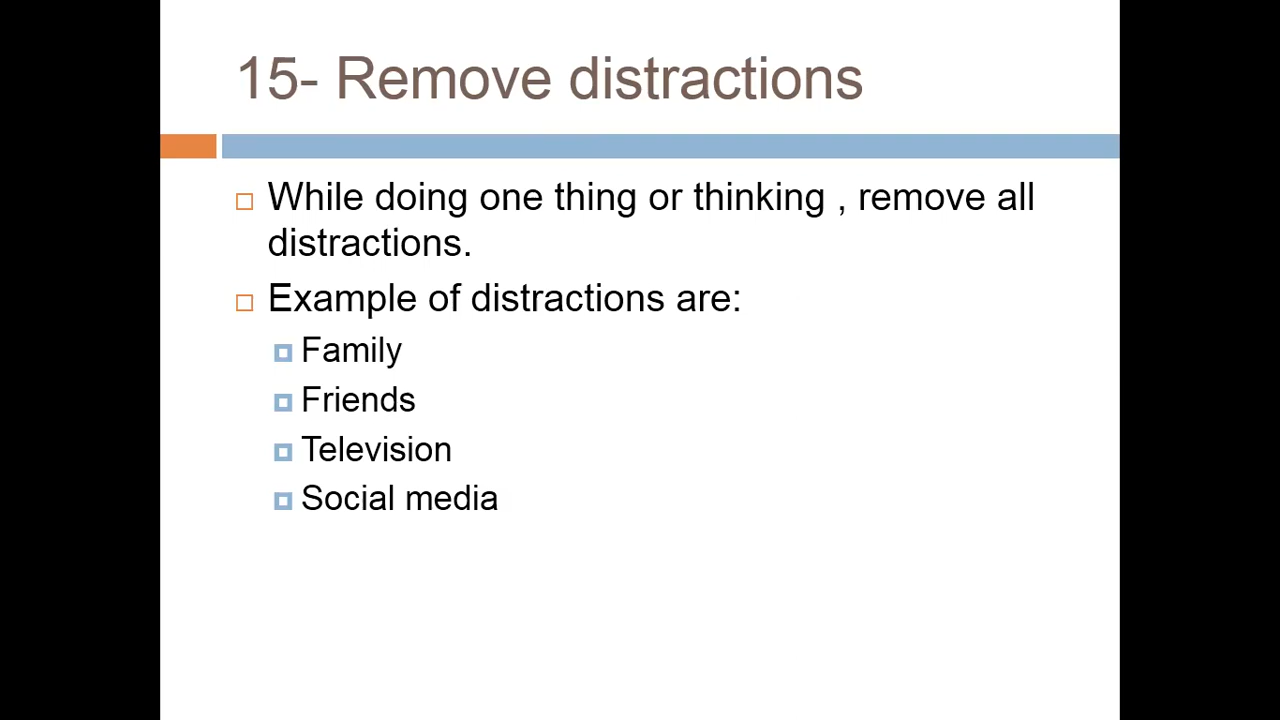 15- Remove distractions
While doing one thing or thinking , remove all
distractions.
Example of distractions are:
Family
Friends
Television
Social media